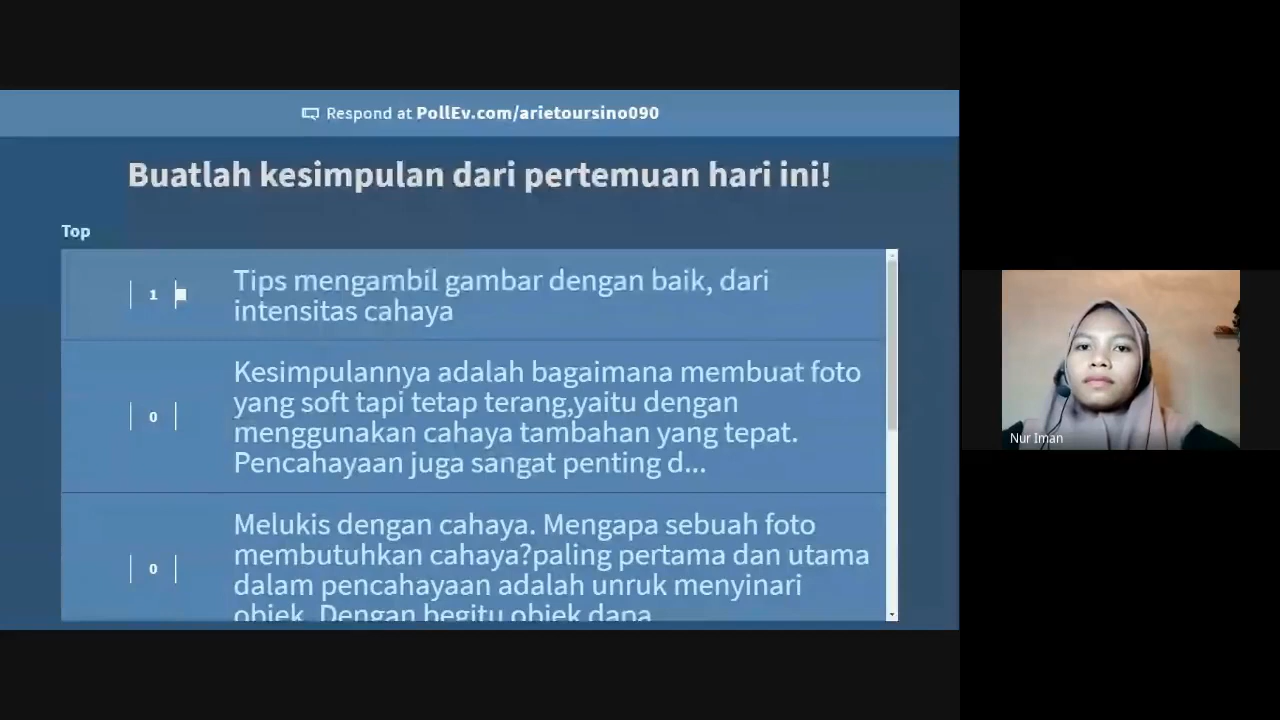 Respond at PollEv.com/arietoursino090
Buatlah kesimpulan dari pertemuan hari ini!
Top
1
Tips mengambil gambar dengan baik, dari
intensitas cahaya
0
Kesimpulannya adalah bagaimana membuat foto
yang soft tapi tetap terang,yaitu dengan
menggunakan cahaya tambahan yang tepat.
Pencahayaan juga sangat penting d...
0
Melukis dengan cahaya. Mengapa sebuah foto
membutuhkan cahaya?paling pertama dan utama
dalam pencahayaan adalah unruk menyinari
objek. Dengan begitu objek dapa
Nur Iman